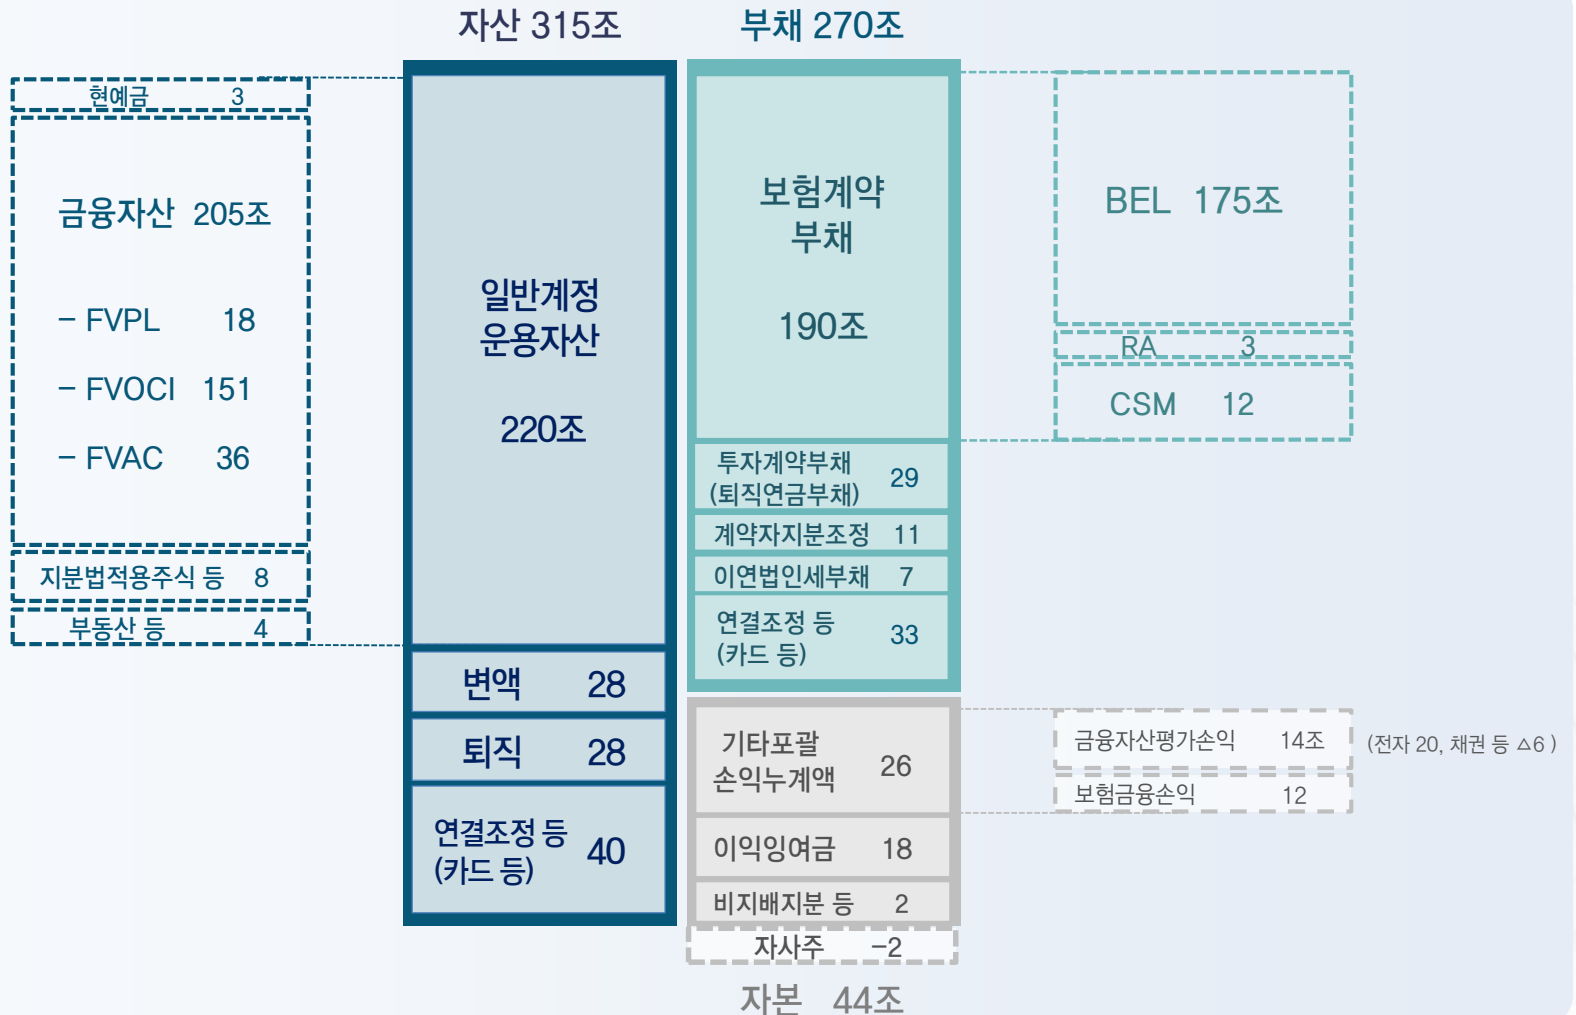 자산 315조
부채 270조
현예금 3
금융자산 205조
- FVPL 18
- FVOCI 151
- FVAC 36
지분법적용주식 등 8
부동산 등 4
일반계정
운용자산
220조
변액 28
퇴직 28
연결조정 등
(카드 등) 40
보험계약
부채
190조
투자계약부채
(퇴직연금부채) 29
계약자지분조정 11
이연법인세부채 7
연결조정 등
(카드 등) 33
BEL 175조
RA 3
CSM 12
기타포괄
손익누계액 26
이익잉여금 18
비지배지분 등 2
자사주 -2
자본 44조
금융자산평가손익 14조 (전자 20, 채권 등 △6 )
보험금융손익 12